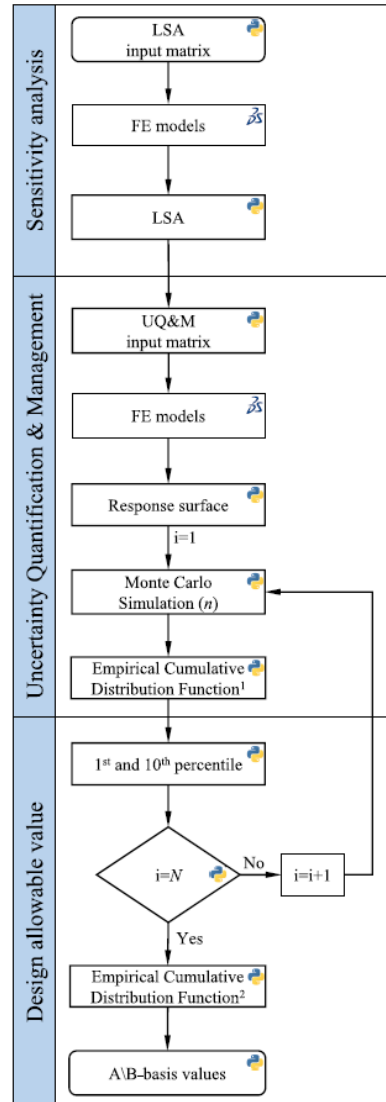 Sensitivity analysis
LSA
input matrix
FE models
LSA
Uncertainty Quantification & Management
UQ&M
input matrix
FE models
Response surface
i=1
Monte Carlo
Simulation (n)
Empirical Cumulative
Distribution Function¹
Design allowable value
1ˢᵗ and 10ᵗʰ percentile
i=N
No
i=i+1
Yes
Empirical Cumulative
Distribution Function²
A\B-basis values